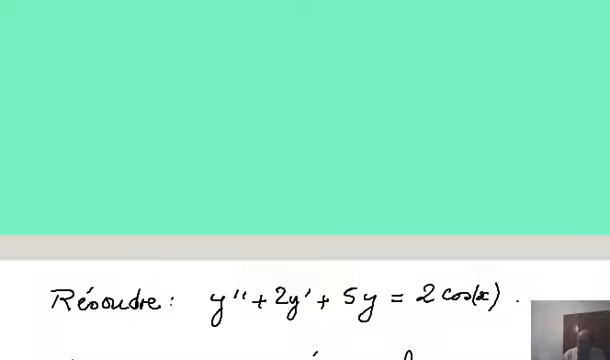 Résoudre : y'' + 2y' + 5y = 2 cos(x).